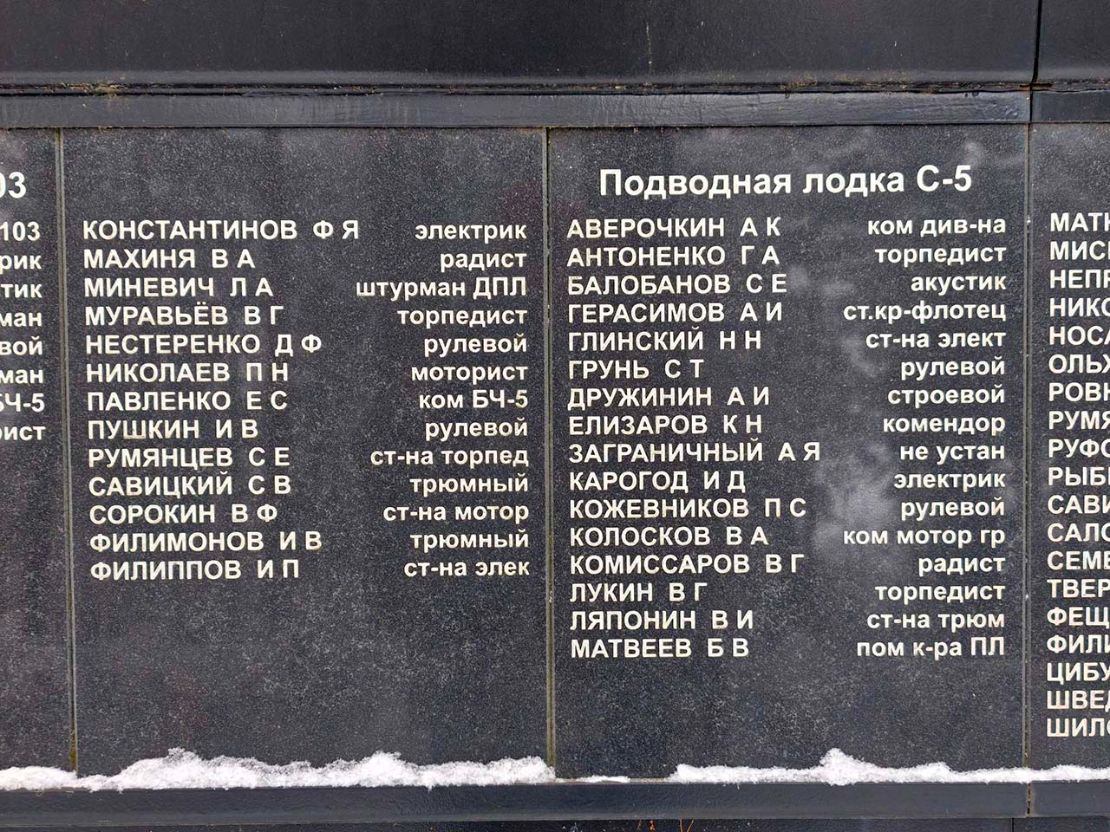 103
КОНСТАНТИНОВ Ф Я электрик
МАХИНЯ В А радист
МИНЕВИЧ Л А штурман ДПЛ
МУРАВЬЁВ В Г торпедист
НЕСТЕРЕНКО Д Ф рулевой
НИКОЛАЕВ П Н моторист
ПАВЛЕНКО Е С ком БЧ-5
ПУШКИН И В рулевой
РУМЯНЦЕВ С Е ст-на торпед
САВИЦКИЙ С В трюмный
СОРОКИН В Ф ст-на мотор
ФИЛИМОНОВ И В трюмный
ФИЛИППОВ И П ст-на элек
Подводная лодка С-5
АВЕРОЧКИН А К ком див-на
АНТОНЕНКО Г А торпедист
БАЛОБАНОВ С Е акустик
ГЕРАСИМОВ А И ст.кр-флотец
ГЛИНСКИЙ Н Н ст-на элект
ГРУНЬ С Т рулевой
ДРУЖИНИН А И строевой
ЕЛИЗАРОВ К Н комендор
ЗАГРАНИЧНЫЙ А Я не устан
КАРОГОД И Д электрик
КОЖЕВНИКОВ П С рулевой
КОЛОСКОВ В А ком мотор гр
КОМИССАРОВ В Г радист
ЛУКИН В Г торпедист
ЛЯПОНИН В И ст-на трюм
МАТВЕЕВ Б В пом к-ра ПЛ